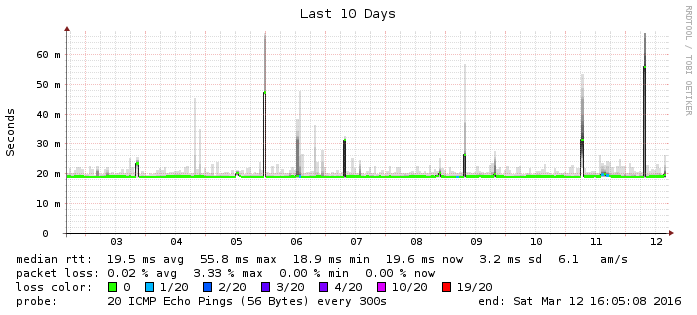 Last 10 Days
RRDTOOL / TOBI OETIKER
Seconds
60 m
50 m
40 m
30 m
20 m
10 m
0
03 04 05 06 07 08 09 10 11 12
median rtt: 19.5 ms avg 55.8 ms max 18.9 ms min 19.6 ms now 3.2 ms sd 6.1 am/s
packet loss: 0.02 % avg 3.33 % max 0.00 % min 0.00 % now
loss color: 0 1/20 2/20 3/20 4/20 10/20 19/20
probe: 20 ICMP Echo Pings (56 Bytes) every 300s end: Sat Mar 12 16:05:08 2016